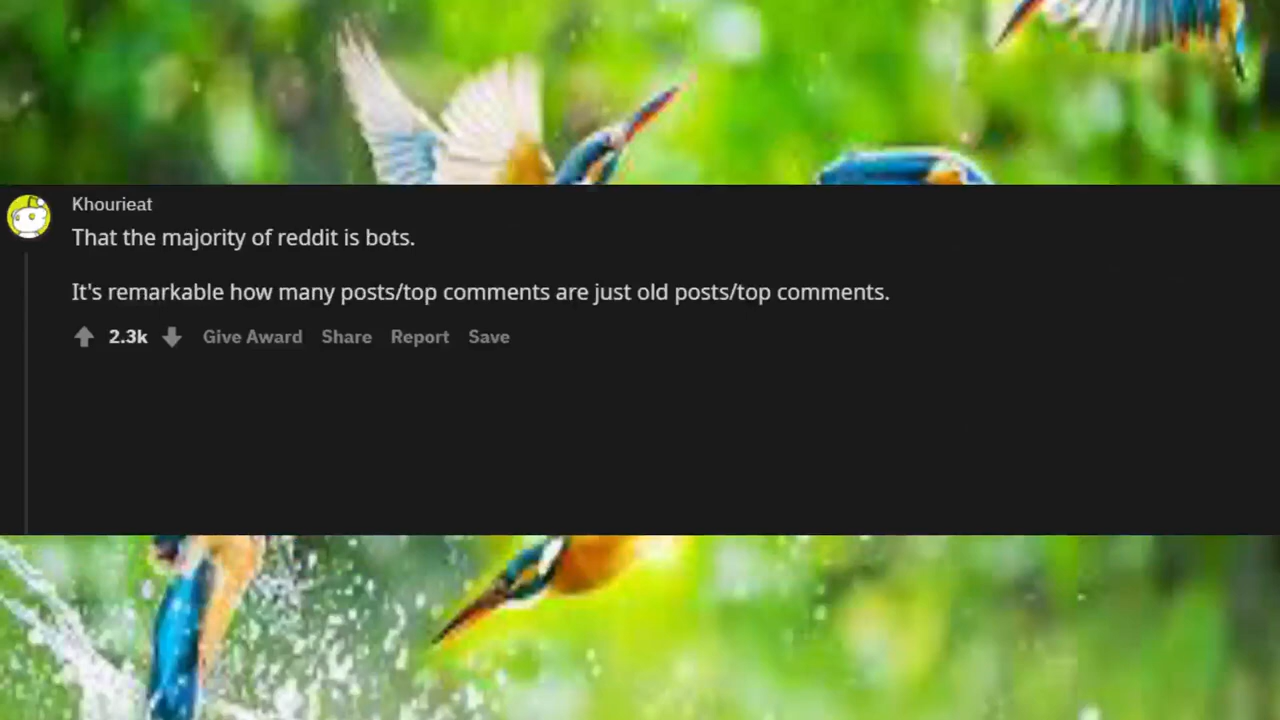 Khourieat
That the majority of reddit is bots.
It's remarkable how many posts/top comments are just old posts/top comments.
2.3k Give Award Share Report Save